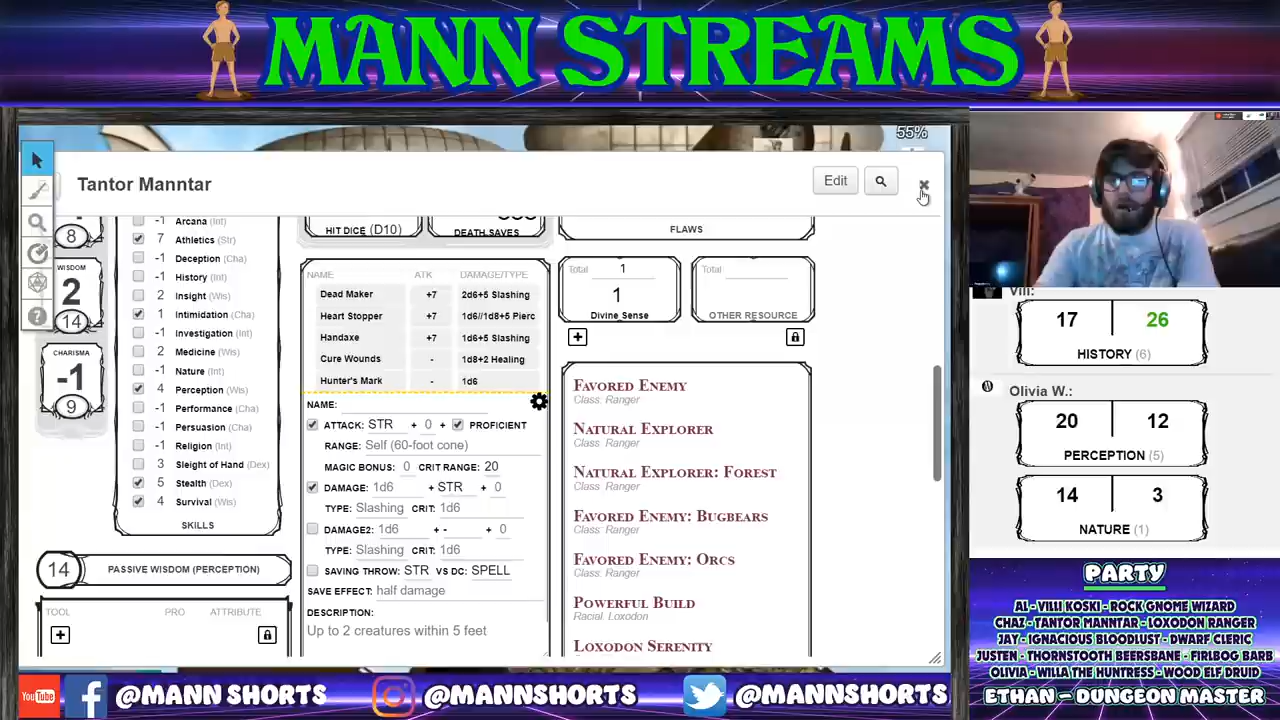 MANN STREAMS
55%
Tantor Manntar
Edit
8
WISDOM
2
14
CHARISMA
-1
9
-1 Arcana (Int)
7 Athletics (Str)
-1 Deception (Cha)
-1 History (Int)
2 Insight (Wis)
1 Intimidation (Cha)
-1 Investigation (Int)
2 Medicine (Wis)
-1 Nature (Int)
4 Perception (Wis)
-1 Performance (Cha)
-1 Persuasion (Cha)
-1 Religion (Int)
3 Sleight of Hand (Dex)
5 Stealth (Dex)
4 Survival (Wis)
SKILLS
14 PASSIVE WISDOM (PERCEPTION)
TOOL PRO ATTRIBUTE
HIT DICE (D10)
DEATH SAVES
NAME ATK DAMAGE/TYPE
Dead Maker +7 2d6+5 Slashing
Heart Stopper +7 1d6//1d8+5 Pierc
Handaxe +7 1d6+5 Slashing
Cure Wounds - 1d8+2 Healing
Hunter's Mark - 1d6
NAME:
ATTACK: STR + 0 + PROFICIENT
RANGE: Self (60-foot cone)
MAGIC BONUS: 0 CRIT RANGE: 20
DAMAGE: 1d6 + STR + 0
TYPE: Slashing CRIT: 1d6
DAMAGE2: 1d6 + - + 0
TYPE: Slashing CRIT: 1d6
SAVING THROW: STR VS DC: SPELL
SAVE EFFECT: half damage
DESCRIPTION:
Up to 2 creatures within 5 feet
FLAWS
Total 1
1
Divine Sense
Total
OTHER RESOURCE
FAVORED ENEMY
Class: Ranger
NATURAL EXPLORER
Class: Ranger
NATURAL EXPLORER: FOREST
Class: Ranger
FAVORED ENEMY: BUGBEARS
Class: Ranger
FAVORED ENEMY: ORCS
Class: Ranger
POWERFUL BUILD
Racial: Loxodon
LOXODON SERENITY
Villi:
17 26
HISTORY (6)
Olivia W.:
20 12
PERCEPTION (5)
14 3
NATURE (1)
PARTY
AL - VILLI KOSKI - ROCK GNOME WIZARD
CHAZ - TANTOR MANNTAR - LOXODON RANGER
JAY - IGNACIOUS BLOODLUST - DWARF CLERIC
JUSTEN - THORNSTOOTH BEERSBANE - FIRLBOG BARB
OLIVIA - WILLA THE HUNTRESS - WOOD ELF DRUID
ETHAN - DUNGEON MASTER
YouTube
@MANN SHORTS
@MANNSHORTS
@MANNSHORTS